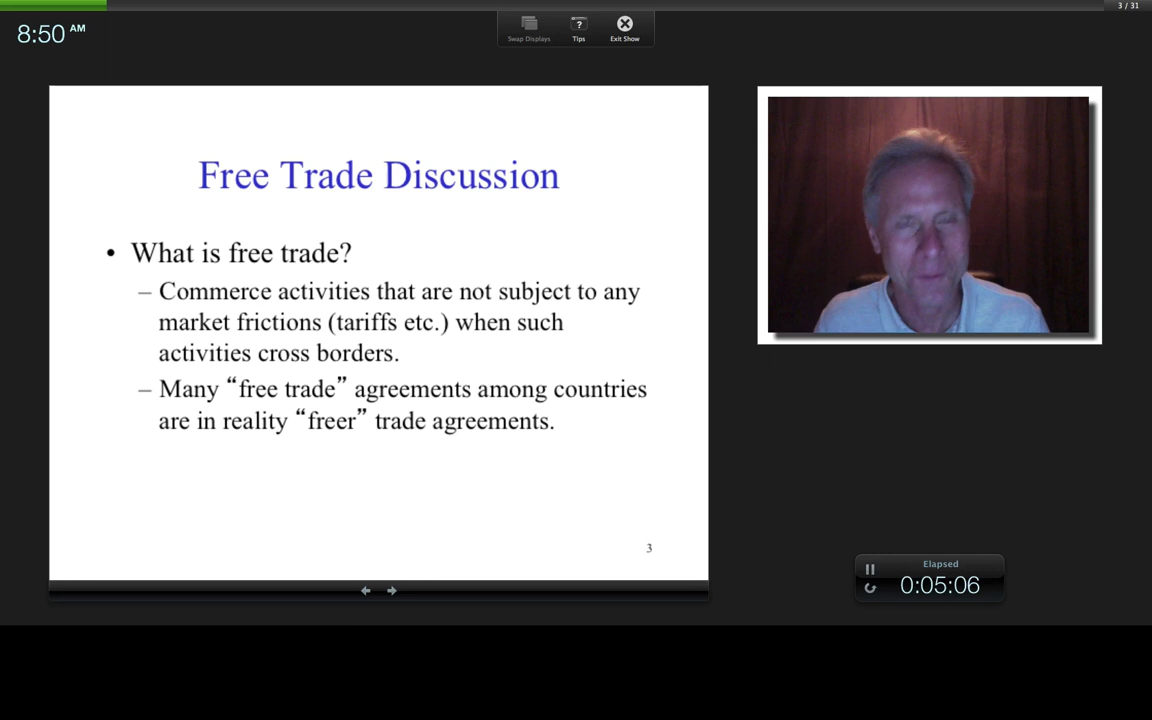 3 / 31
8:50 AM
Swap Displays
?
Tips
Exit Show
Free Trade Discussion
• What is free trade?
– Commerce activities that are not subject to any
market frictions (tariffs etc.) when such
activities cross borders.
– Many “free trade” agreements among countries
are in reality “freer” trade agreements.
3
Elapsed
0:05:06